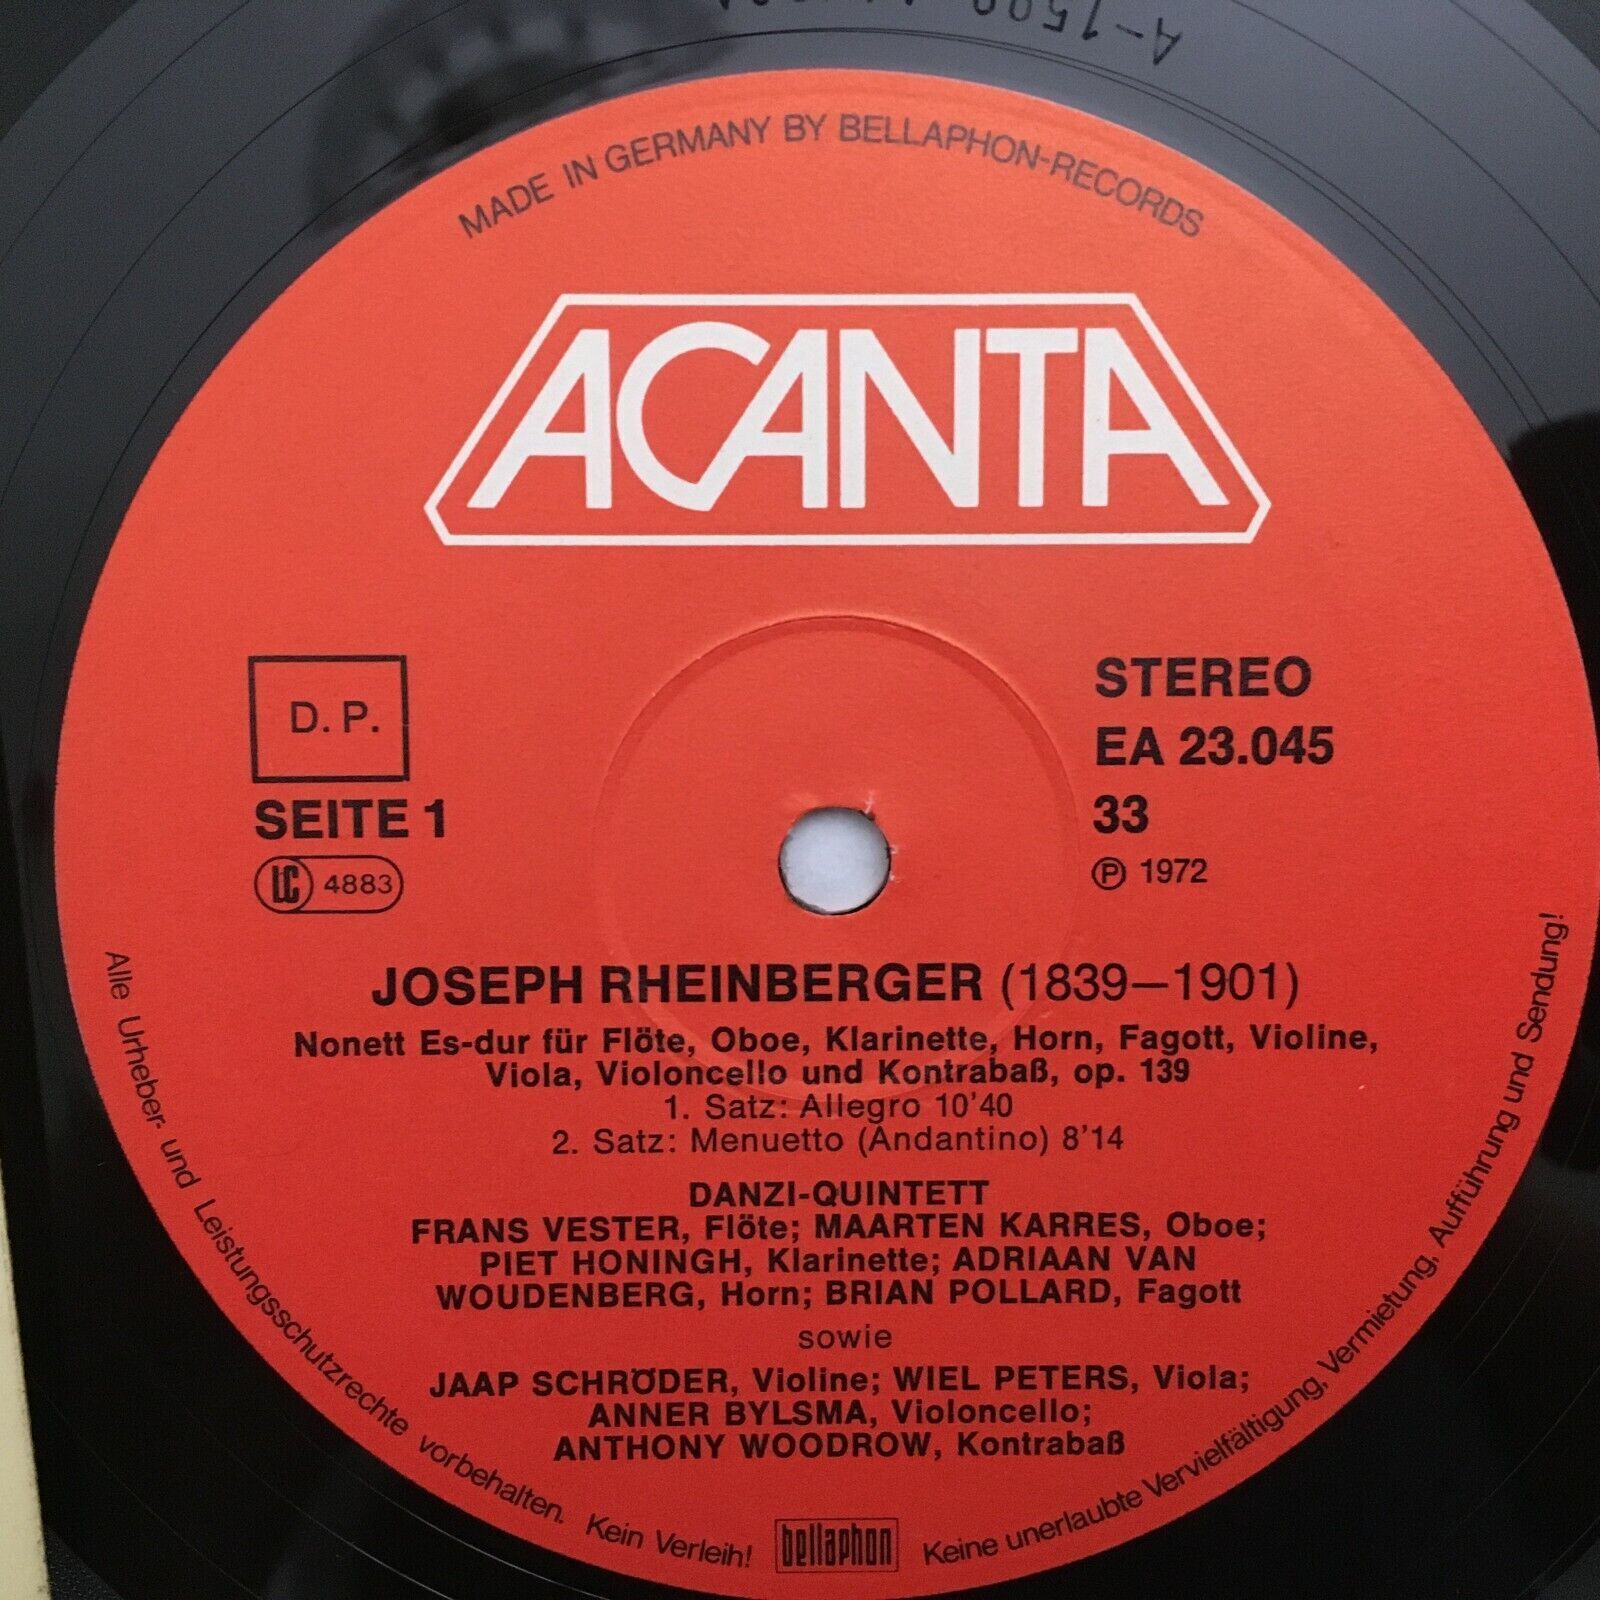 MADE IN GERMANY BY BELLAPHON-RECORDS
ACANTA
D. P.
SEITE 1
LC 4883
STEREO
EA 23.045
33
℗ 1972
JOSEPH RHEINBERGER (1839—1901)
Nonett Es-dur für Flöte, Oboe, Klarinette, Horn, Fagott, Violine,
Viola, Violoncello und Kontrabaß, op. 139
1. Satz: Allegro 10'40
2. Satz: Menuetto (Andantino) 8'14
DANZI-QUINTETT
FRANS VESTER, Flöte; MAARTEN KARRES, Oboe;
PIET HONINGH, Klarinette; ADRIAAN VAN
WOUDENBERG, Horn; BRIAN POLLARD, Fagott
sowie
JAAP SCHRÖDER, Violine; WIEL PETERS, Viola;
ANNER BYLSMA, Violoncello;
ANTHONY WOODROW, Kontrabaß
Alle Urheber- und Leistungsschutzrechte vorbehalten. Kein Verleih!
bellaphon
Keine unerlaubte Vervielfältigung, Vermietung, Aufführung und Sendung!